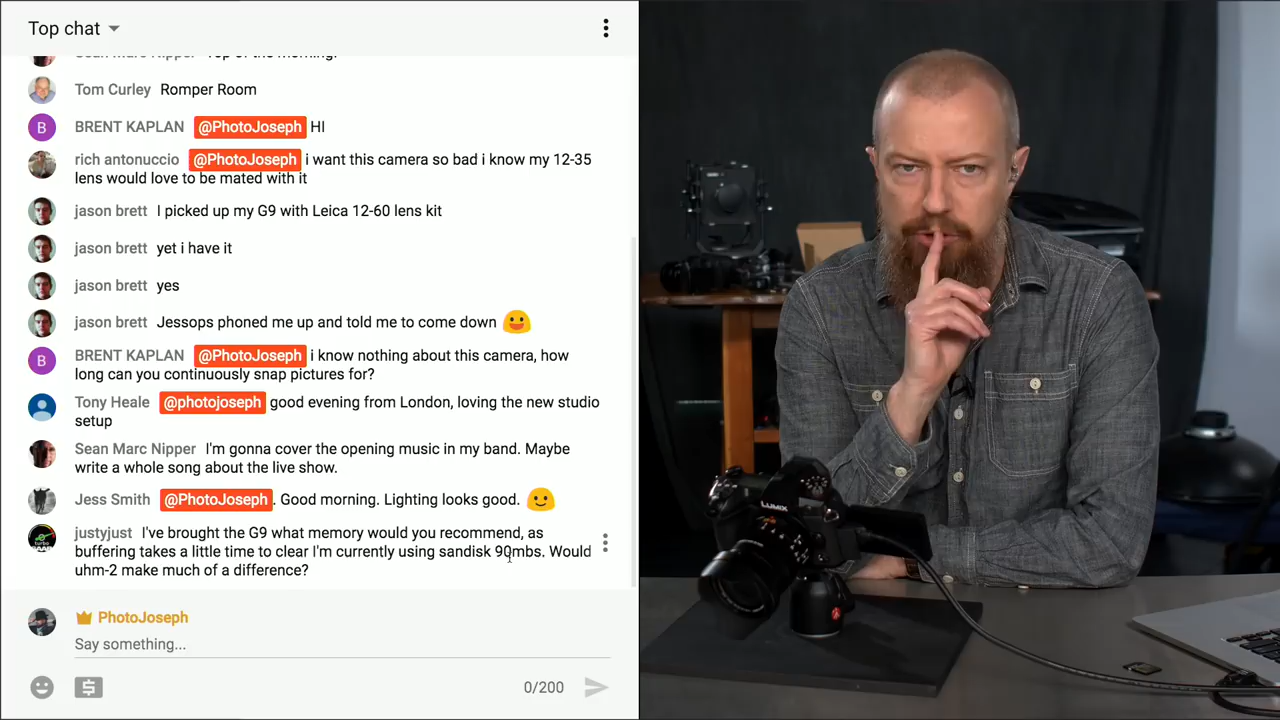 Top chat
Tom Curley Romper Room
BRENT KAPLAN @PhotoJoseph HI
rich antonuccio @PhotoJoseph i want this camera so bad i know my 12-35
lens would love to be mated with it
jason brett I picked up my G9 with Leica 12-60 lens kit
jason brett yet i have it
jason brett yes
jason brett Jessops phoned me up and told me to come down
BRENT KAPLAN @PhotoJoseph i know nothing about this camera, how
long can you continuously snap pictures for?
Tony Heale @photojoseph good evening from London, loving the new studio
setup
Sean Marc Nipper I'm gonna cover the opening music in my band. Maybe
write a whole song about the live show.
Jess Smith @PhotoJoseph. Good morning. Lighting looks good.
justyjust I've brought the G9 what memory would you recommend, as
buffering takes a little time to clear I'm currently using sandisk 90mbs. Would
uhm-2 make much of a difference?
PhotoJoseph
Say something...
0/200
B
B
LUMIX